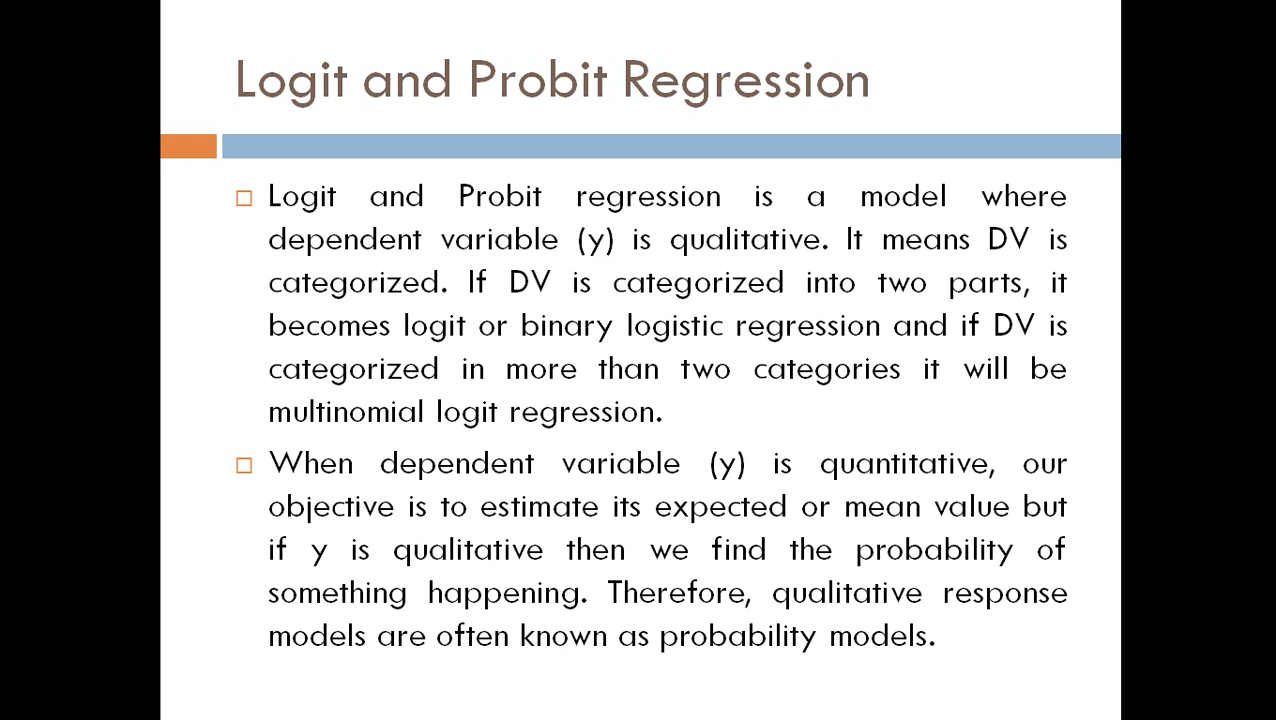 Logit and Probit Regression
Logit and Probit regression is a model where
dependent variable (y) is qualitative. It means DV is
categorized. If DV is categorized into two parts, it
becomes logit or binary logistic regression and if DV is
categorized in more than two categories it will be
multinomial logit regression.
When dependent variable (y) is quantitative, our
objective is to estimate its expected or mean value but
if y is qualitative then we find the probability of
something happening. Therefore, qualitative response
models are often known as probability models.